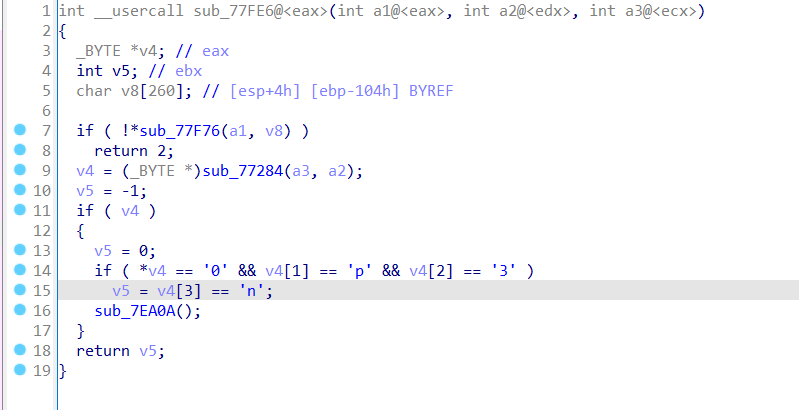 1 int __usercall sub_77FE6@<eax>(int a1@<eax>, int a2@<edx>, int a3@<ecx>)
2 {
3 _BYTE *v4; // eax
4 int v5; // ebx
5 char v8[260]; // [esp+4h] [ebp-104h] BYREF
6
7 if ( !*sub_77F76(a1, v8) )
8 return 2;
9 v4 = (_BYTE *)sub_77284(a3, a2);
10 v5 = -1;
11 if ( v4 )
12 {
13 v5 = 0;
14 if ( *v4 == '0' && v4[1] == 'p' && v4[2] == '3' )
15 v5 = v4[3] == 'n';
16 sub_7EA0A();
17 }
18 return v5;
19 }